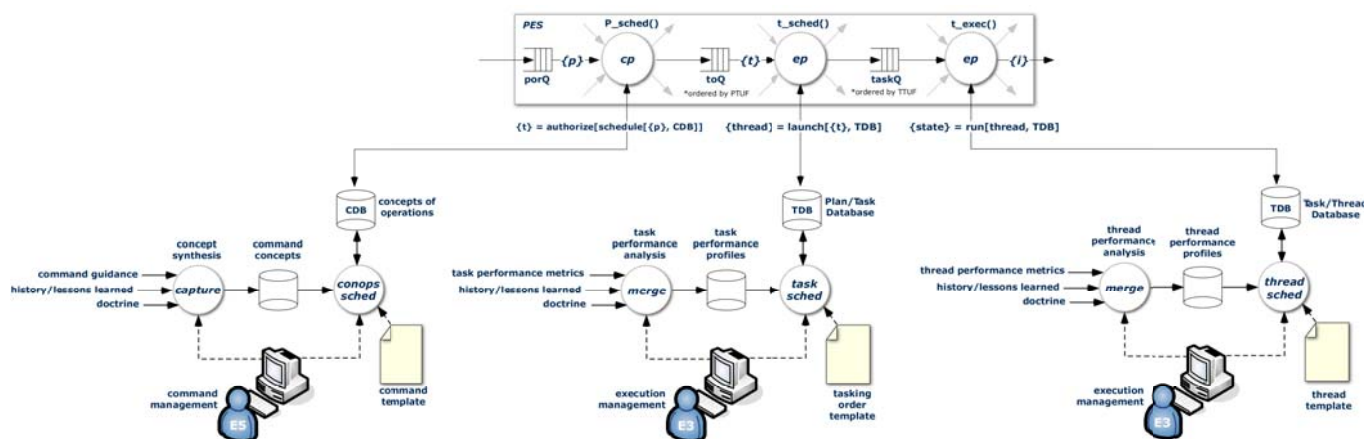 PES
P_sched()
t_sched()
t_exec()
porQ
{p}
cp
toQ
{t}
ep
taskQ
ep
{i}
*ordered by PTUF
*ordered by TTUF
{t} = authorize[schedule[{p}, CDB]]
{thread] = launch[{t}, TDB]
{state} = run[thread, TDB]
CDB
concepts of
operations
concept
synthesis
command
concepts
command guidance
history/lessons learned
doctrine
capture
conops
sched
command
management
E5
command
template
TDB
Plan/Task
Database
task
performance
analysis
task
performance
profiles
task performance metrics
history/lessons learned
doctrine
merge
task
sched
execution
management
E3
tasking
order
template
TDB
Task/Thread
Database
thread
performance
analysis
thread
performance
profiles
thread performance metrics
history/lessons learned
doctrine
merge
thread
sched
execution
management
E3
thread
template